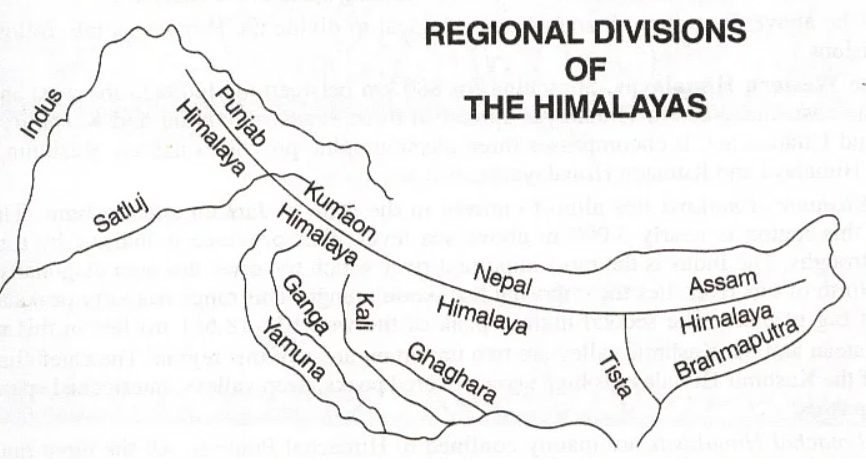 REGIONAL DIVISIONS
OF
THE HIMALAYAS
Indus
Punjab
Himalaya
Satluj
Kumāon
Himalaya
Nepal
Himalaya
Assam
Himalaya
Brahmaputra
Ganga
Yamuna
Kali
Ghaghara
Tista